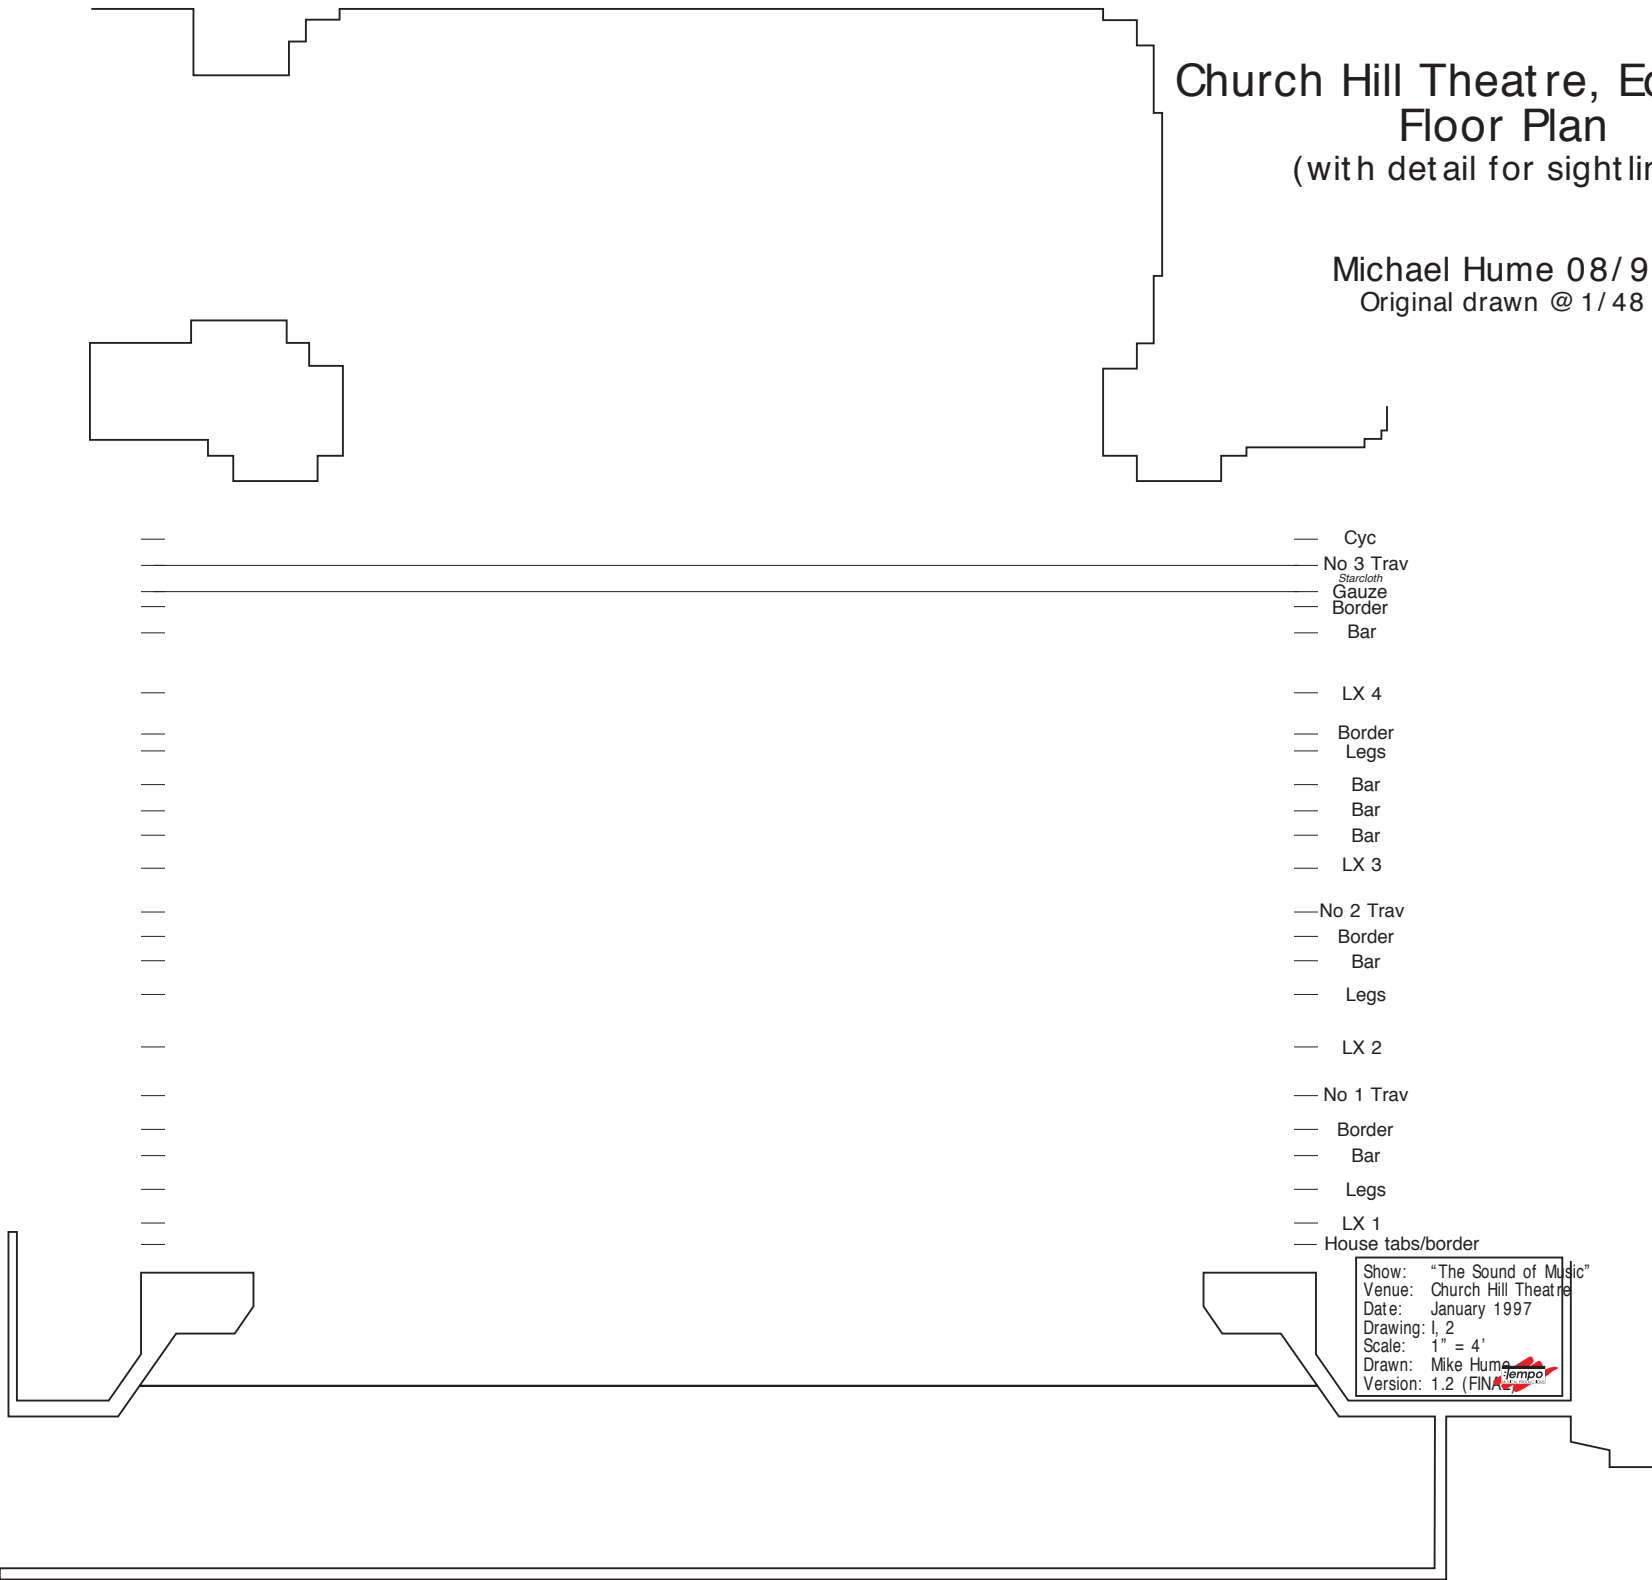 Church Hill Theatre, Ed
Floor Plan
(with detail for sightlin
Michael Hume 08/9
Original drawn @ 1/48
Cyc
No 3 Trav
Starcloth
Gauze
Border
Bar
LX 4
Border
Legs
Bar
Bar
Bar
LX 3
No 2 Trav
Border
Bar
Legs
LX 2
No 1 Trav
Border
Bar
Legs
LX 1
House tabs/border
Show: “The Sound of Music”
Venue: Church Hill Theatre
Date: January 1997
Drawing: I, 2
Scale: 1” = 4’
Drawn: Mike Hume
Version: 1.2 (FINAL)
Tempo